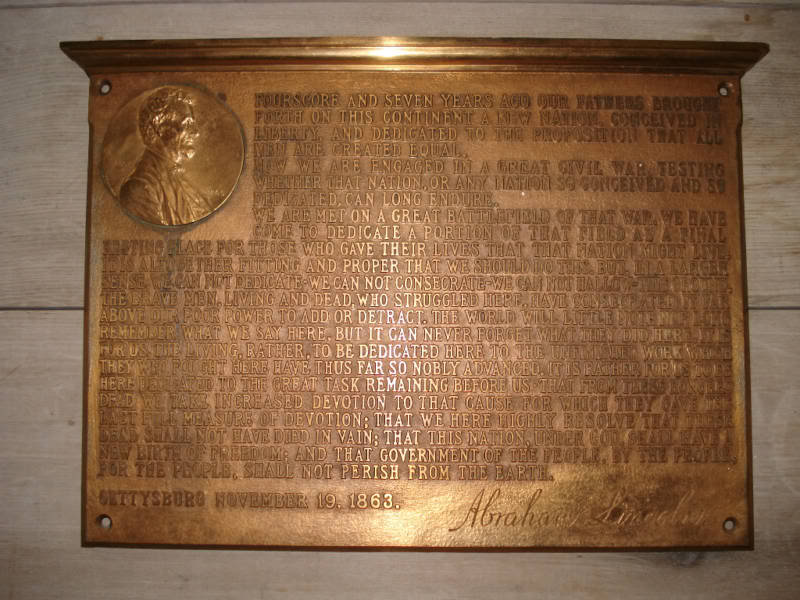 FOURSCORE AND SEVEN YEARS AGO OUR FATHERS BROUGHT
FORTH ON THIS CONTINENT A NEW NATION, CONCEIVED IN
LIBERTY, AND DEDICATED TO THE PROPOSITION THAT ALL
MEN ARE CREATED EQUAL.
NOW WE ARE ENGAGED IN A GREAT CIVIL WAR, TESTING
WHETHER THAT NATION, OR ANY NATION SO CONCEIVED AND SO
DEDICATED, CAN LONG ENDURE.
WE ARE MET ON A GREAT BATTLEFIELD OF THAT WAR. WE HAVE
COME TO DEDICATE A PORTION OF THAT FIELD AS A FINAL
RESTING PLACE FOR THOSE WHO GAVE THEIR LIVES THAT THAT NATION MIGHT LIVE.
IT IS ALTOGETHER FITTING AND PROPER THAT WE SHOULD DO THIS. BUT, IN A LARGER
SENSE, WE CAN NOT DEDICATE-WE CAN NOT CONSECRATE-WE CAN NOT HALLOW-THIS
THE BRAVE MEN, LIVING AND DEAD, WHO STRUGGLED HERE, HAVE CONSECRATED IT FAR
ABOVE OUR POOR POWER TO ADD OR DETRACT. THE WORLD WILL LITTLE NOTE
REMEMBER WHAT WE SAY HERE, BUT IT CAN NEVER FORGET WHAT THEY DID HERE. IT IS
FOR US THE LIVING, RATHER, TO BE DEDICATED HERE TO THE WORK WHICH
THEY WHO FOUGHT HERE HAVE THUS FAR SO NOBLY ADVANCED. IT IS RATHER FOR US TO BE
HERE DEDICATED TO THE GREAT TASK REMAINING BEFORE US-THAT FROM THESE HONORED
DEAD WE TAKE INCREASED DEVOTION TO THAT CAUSE FOR WHICH THEY GAVE THE
LAST FULL MEASURE OF DEVOTION; THAT WE HERE HIGHLY RESOLVE THAT THESE
DEAD SHALL NOT HAVE DIED IN VAIN; THAT THIS NATION, UNDER GOD, SHALL HAVE A
NEW BIRTH OF FREEDOM; AND THAT GOVERNMENT OF THE PEOPLE, BY THE PEOPLE,
FOR THE PEOPLE, SHALL NOT PERISH FROM THE EARTH.
GETTYSBURG NOVEMBER 19, 1863.
Abraham Lincoln